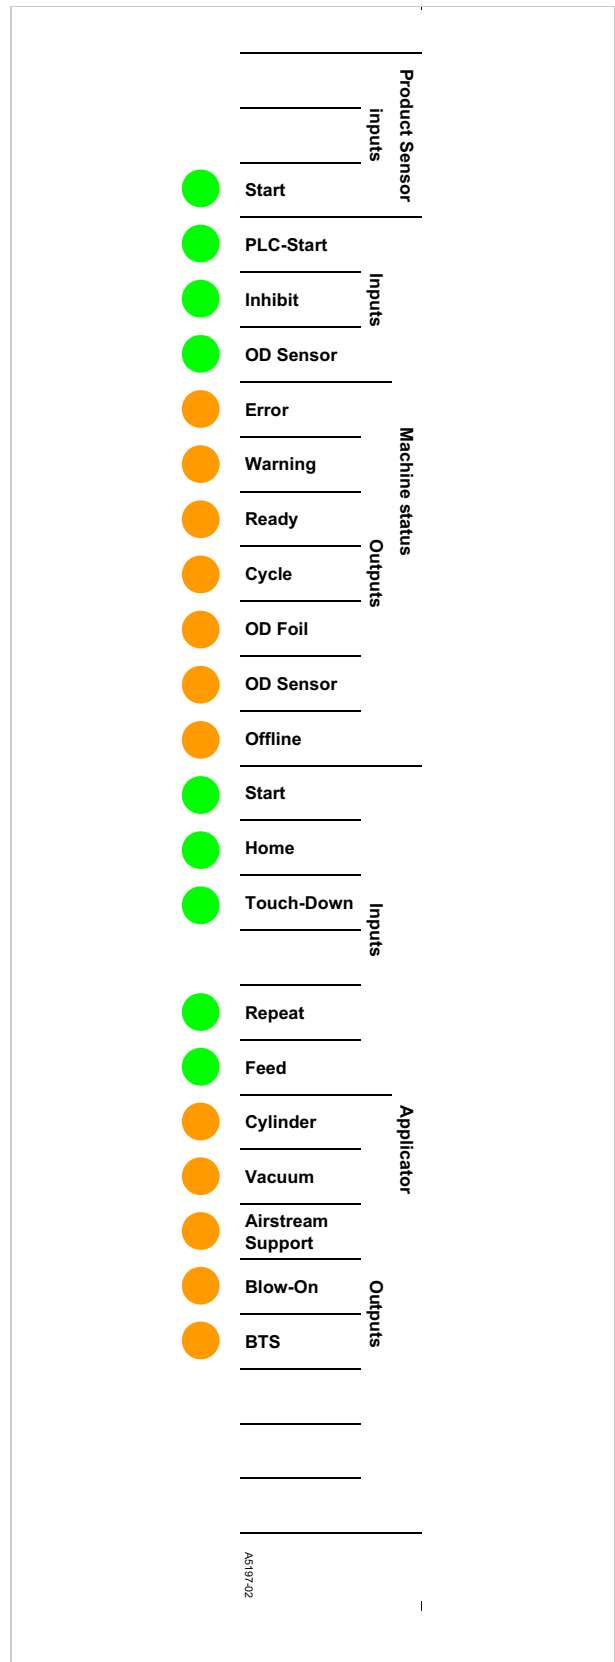 Product Sensor
inputs
Start
PLC-Start
Inhibit
Inputs
OD Sensor
Error
Warning
Machine status
Ready
Outputs
Cycle
OD Foil
OD Sensor
Offline
Start
Home
Touch-Down
Inputs
Repeat
Feed
Applicator
Cylinder
Vacuum
Airstream
Support
Blow-On
Outputs
BTS
A5197-02